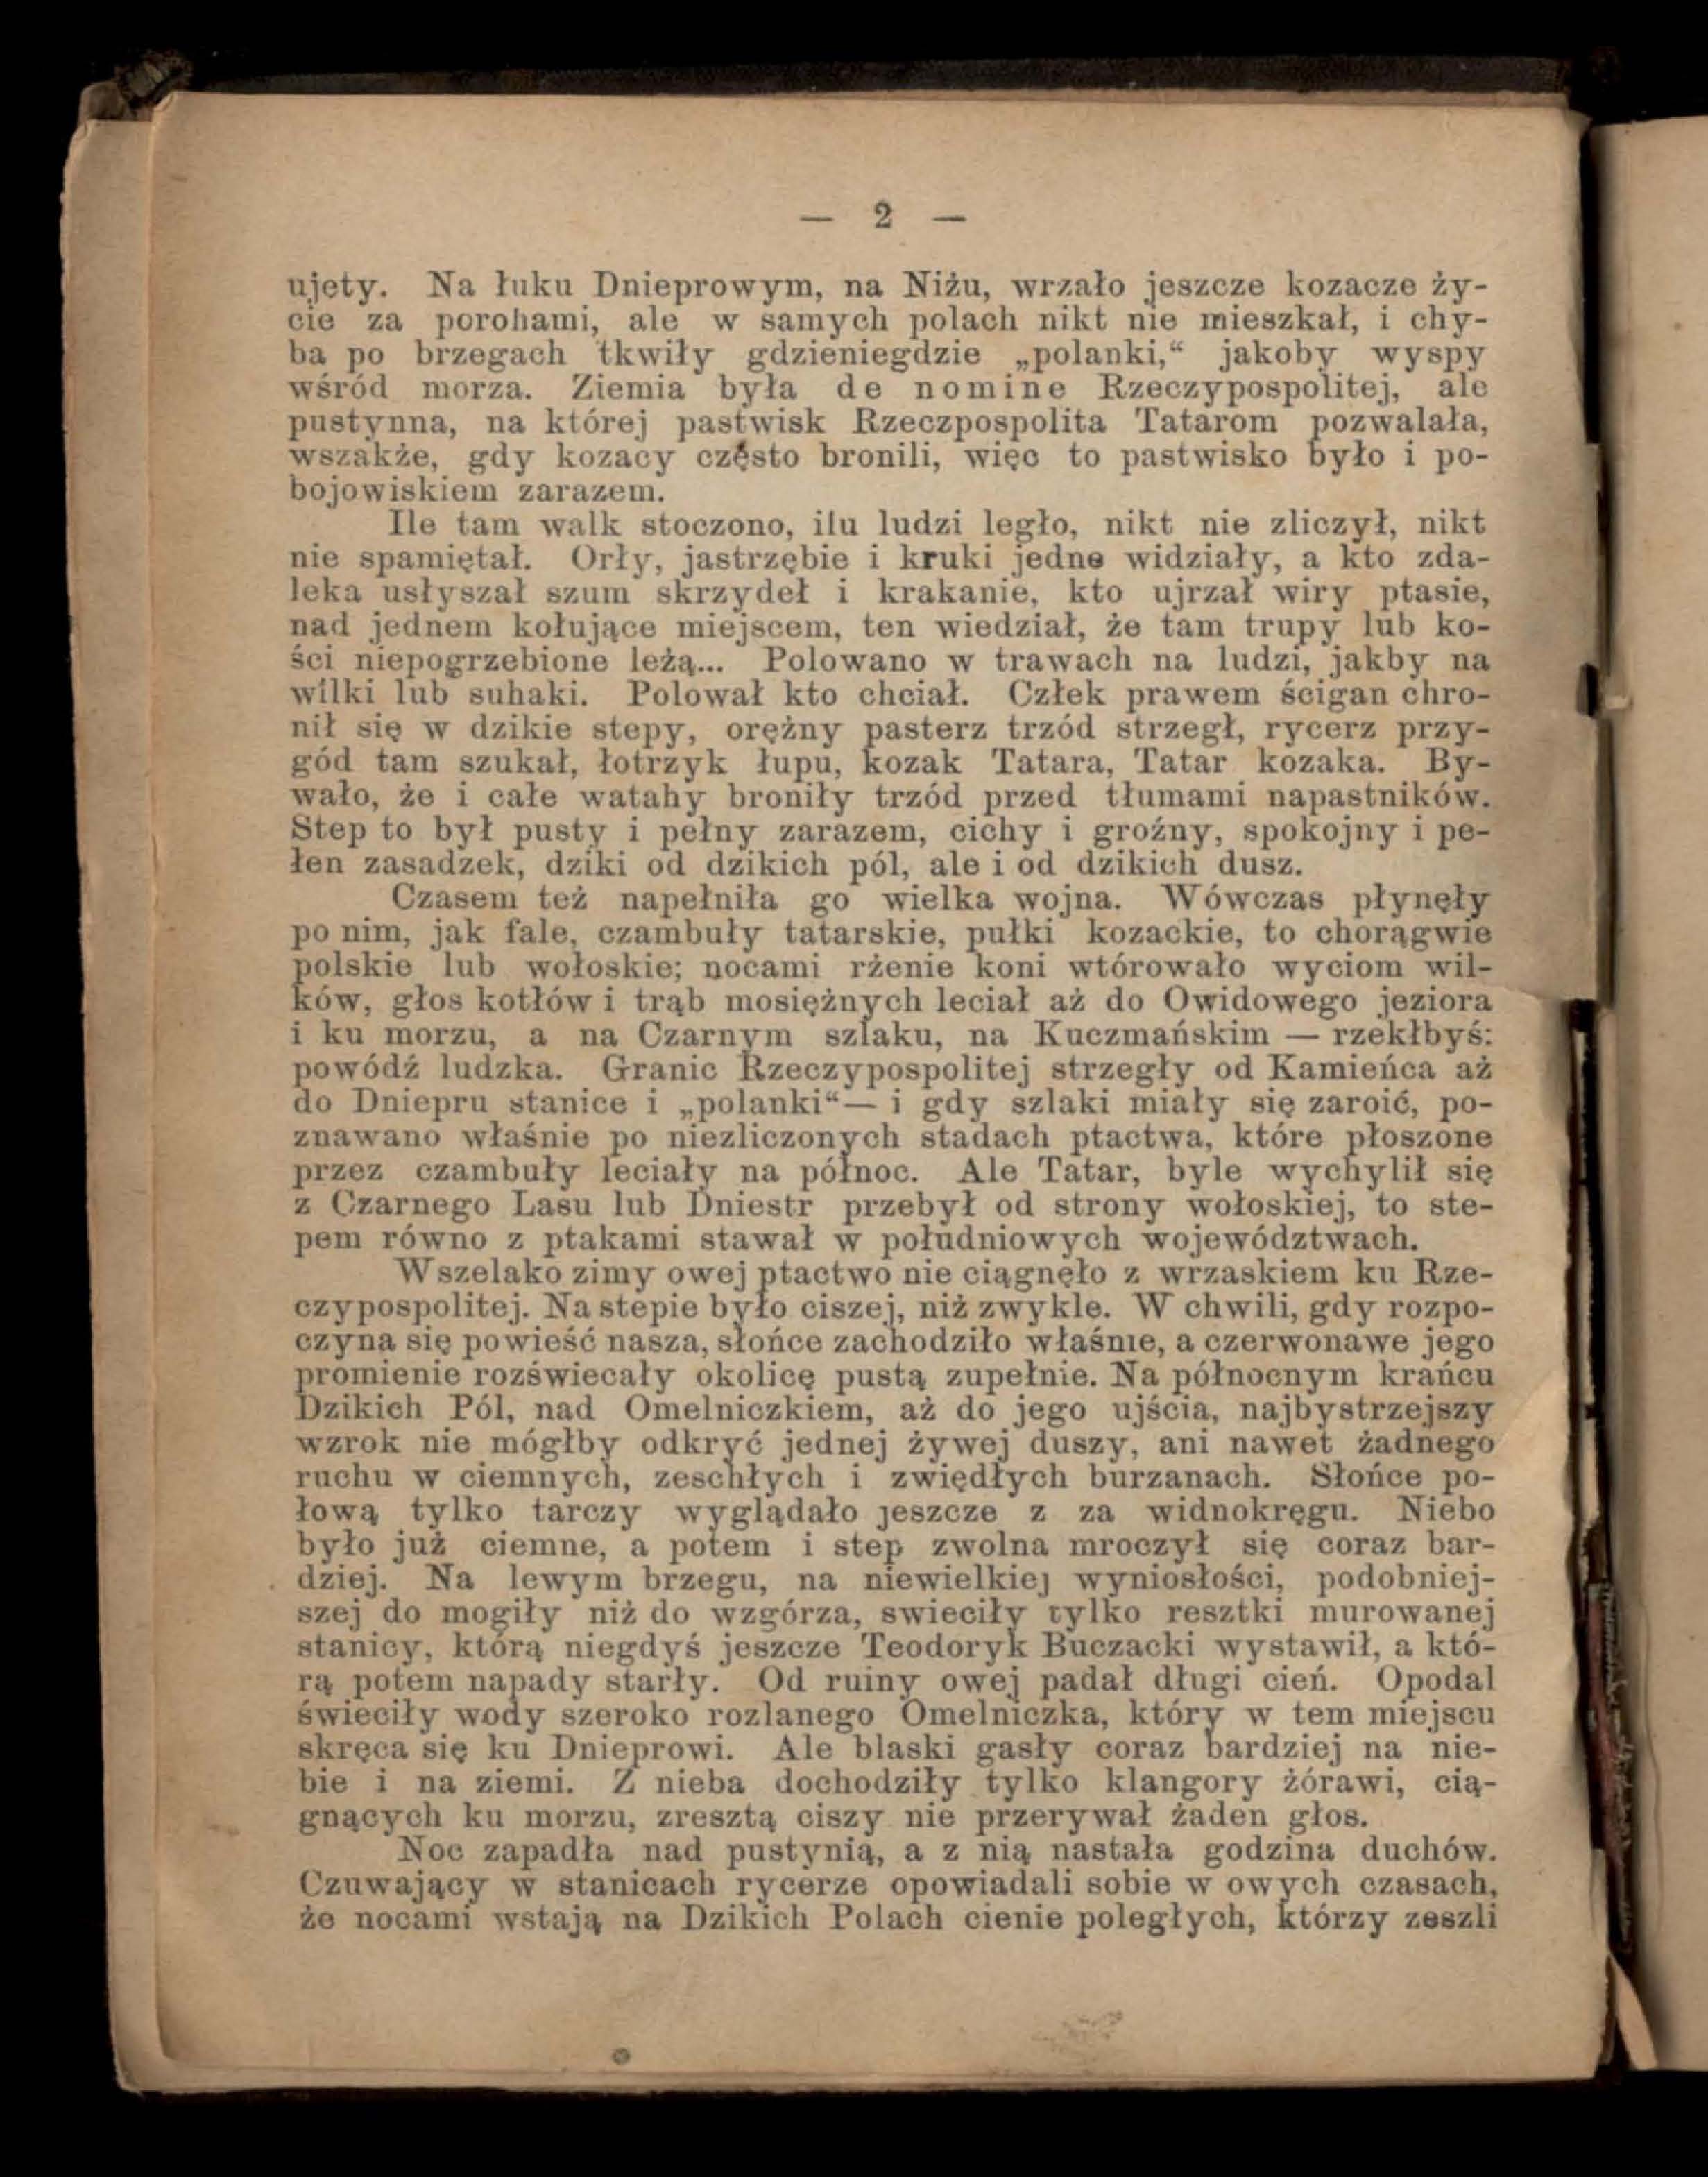 — 2 —
ujety. Na łuku Dnieprowym, na Niżu, wrzało jeszcze kozacze ży-
cie za porohami, ale w samych polach nikt nie mieszkał, i chy-
ba po brzegach tkwiły gdzieniegdzie „polanki,“ jakoby wyspy
wśród morza. Ziemia była de nomine Rzeczypospolitej, ale
pustynna, na której pastwisk Rzeczpospolita Tatarom pozwalała,
wszakże, gdy kozacy często bronili, więc to pastwisko było i po-
bojowiskiem zarazem.
Ile tam walk stoczono, ilu ludzi legło, nikt nie zliczył, nikt
nie spamiętał. Orły, jastrzębie i kruki jedne widziały, a kto zda-
leka usłyszał szum skrzydeł i krakanie, kto ujrzał wiry ptasie,
nad jednem kołujące miejscem, ten wiedział, że tam trupy lub ko-
ści niepogrzebione leżą... Polowano w trawach na ludzi, jakby na
wilki lub suhaki. Polował kto chciał. Człek prawem ścigan chro-
nił się w dzikie stepy, orężny pasterz trzód strzegł, rycerz przy-
gód tam szukał, łotrzyk łupu, kozak Tatara, Tatar kozaka. By-
wało, że i całe watahy broniły trzód przed tłumami napastników.
Step to był pusty i pełny zarazem, cichy i groźny, spokojny i pe-
łen zasadzek, dziki od dzikich pól, ale i od dzikich dusz.
Czasem też napełniła go wielka wojna. Wówczas płynęły
po nim, jak fale, czambuły tatarskie, pułki kozackie, to chorągwie
polskie lub wołoskie; nocami rżenie koni wtórowało wyciom wil-
ków, głos kotłów i trąb mosiężnych leciał aż do Owidowego jeziora
i ku morzu, a na Czarnym szlaku, na Kuczmańskim — rzekłbyś:
powódź ludzka. Granic Rzeczypospolitej strzegły od Kamieńca aż
do Dniepru stanice i „polanki“— i gdy szlaki miały się zaroić, po-
znawano właśnie po niezliczonych stadach ptactwa, które płoszone
przez czambuły leciały na północ. Ale Tatar, byle wychylił się
z Czarnego Lasu lub Dniestr przebył od strony wołoskiej, to ste-
pem równo z ptakami stawał w południowych województwach.
Wszelako zimy owej ptactwo nie ciągnęło z wrzaskiem ku Rze-
czypospolitej. Na stepie było ciszej, niż zwykle. W chwili, gdy rozpo-
czyna się powieść nasza, słońce zachodziło właśnie, a czerwonawe jego
promienie rozświecały okolicę pustą zupełnie. Na północnym krańcu
Dzikich Pól, nad Omelniczkiem, aż do jego ujścia, najbystrzejszy
wzrok nie mógłby odkryć jednej żywej duszy, ani nawet żadnego
ruchu w ciemnych, zeschłych i zwiędłych burzanach. Słońce po-
łową tylko tarczy wyglądało jeszcze z za widnokręgu. Niebo
było już ciemne, a potem i step zwolna mroczył się coraz bar-
dziej. Na lewym brzegu, na niewielkiej wyniosłości, podobniej-
szej do mogiły niż do wzgórza, swieciły tylko resztki murowanej
stanicy, którą niegdyś jeszcze Teodoryk Buczacki wystawił, a któ-
rą potem napady starły. Od ruiny owej padał długi cień. Opodal
świeciły wody szeroko rozlanego Omelniczka, który w tem miejscu
skręca się ku Dnieprowi. Ale blaski gasły coraz bardziej na nie-
bie i na ziemi. Z nieba dochodziły tylko klangory żórawi, cią-
gnących ku morzu, zresztą ciszy nie przerywał żaden głos.
Noc zapadła nad pustynią, a z nią nastała godzina duchów.
Czuwający w stanicach rycerze opowiadali sobie w owych czasach,
że nocami wstają na Dzikich Polach cienie poległych, którzy zeszli